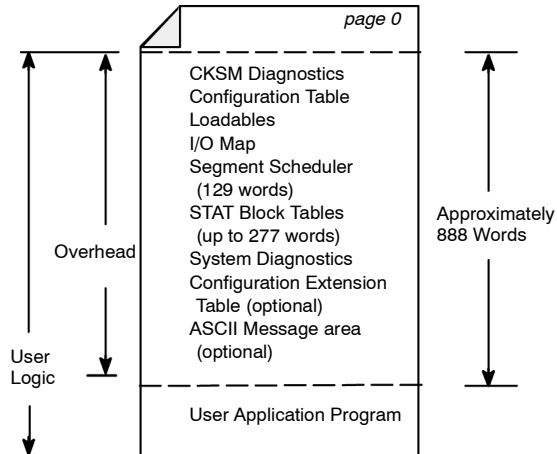 page 0
CKSM Diagnostics
Configuration Table
Loadables
I/O Map
Segment Scheduler
(129 words)
STAT Block Tables
(up to 277 words)
System Diagnostics
Configuration Extension
Table (optional)
ASCII Message area
(optional)
User Application Program
Overhead
User
Logic
Approximately
888 Words